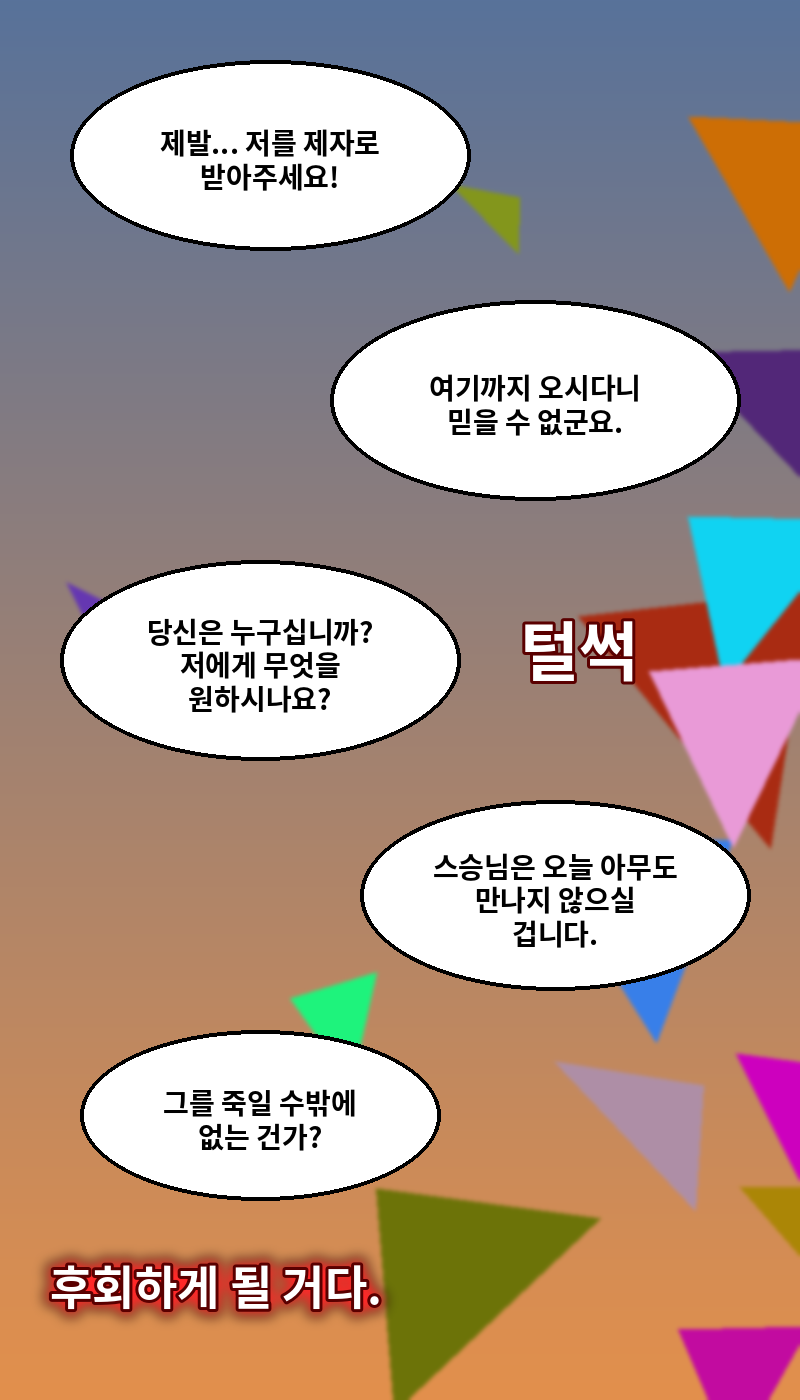 제발... 저를 제자로
받아주세요!
여기까지 오시다니
믿을 수 없군요.
당신은 누구십니까?
저에게 무엇을
원하시나요?
털썩
스승님은 오늘 아무도
만나지 않으실
겁니다.
그를 죽일 수밖에
없는 건가?
후회하게 될 거다.